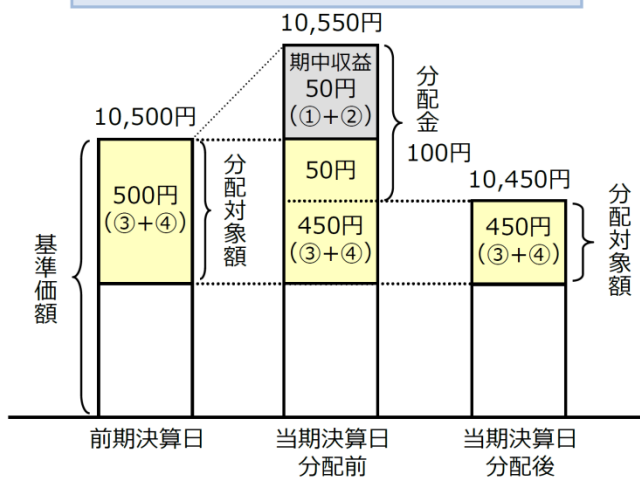 10,550円
期中収益
50円
(①+②)
分配金
100円
10,500円
500円
(③+④)
分配対象額
50円
450円
(③+④)
10,450円
450円
(③+④)
分配対象額
基準価額
前期決算日
当期決算日
分配前
当期決算日
分配後